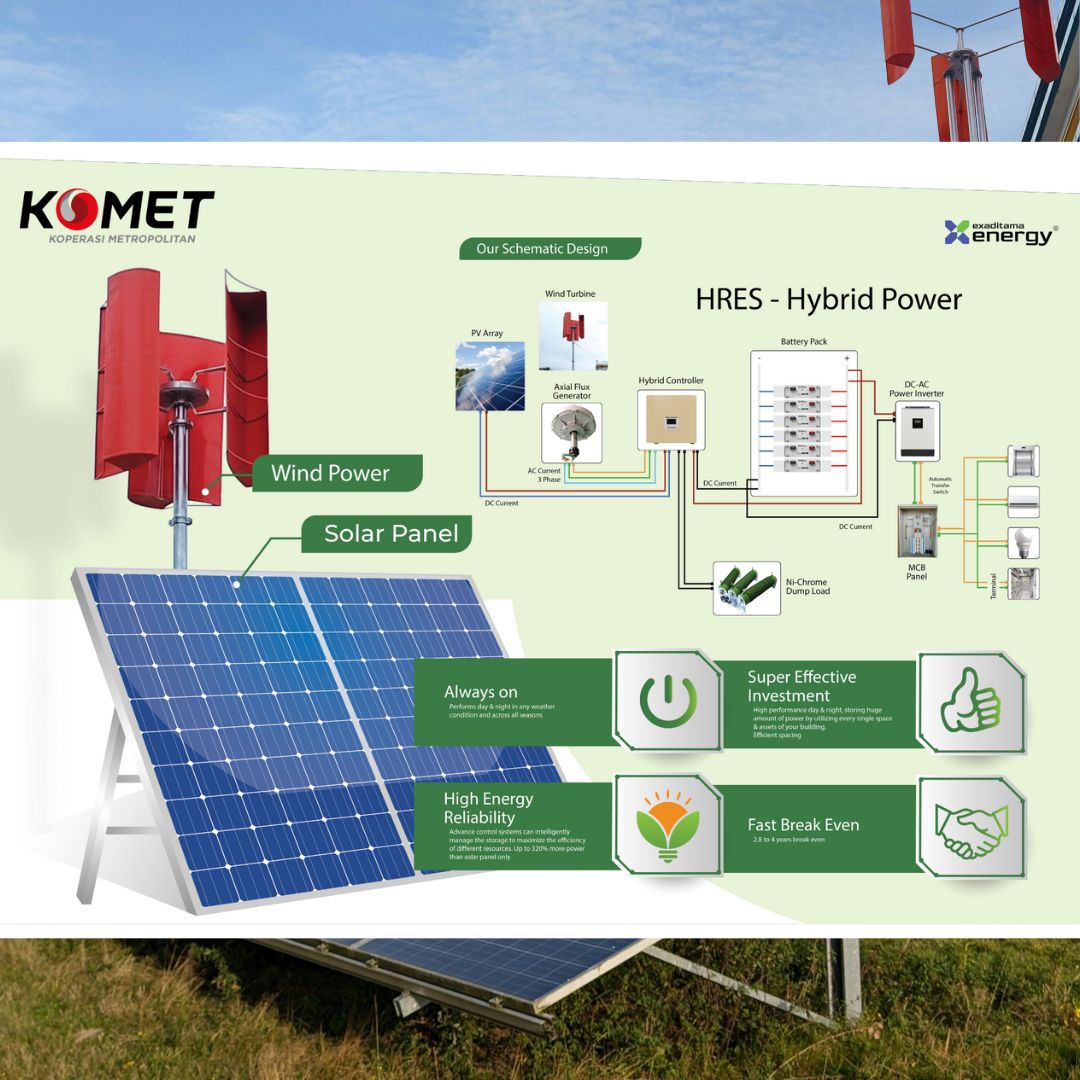 KOMET
KOPERASI METROPOLITAN
exaditama
energy®
Our Schematic Design
HRES - Hybrid Power
Wind Turbine
PV Array
Battery Pack
-
+
Hybrid Controller
DC-AC
Power Inverter
Axial Flux
Generator
AC Current
3 Phase
DC Current
DC Current
DC Current
Automatic
Transfer
Switch
MCB
Panel
Terminal
Ni-Chrome
Dump Load
Wind Power
Solar Panel
Always on
Performs day & night in any weather
condition and across all seasons
Super Effective
Investment
High performance day & night, storing huge
amount of power by utilizing every single space
& assets of your building.
Efficient spacing
High Energy
Reliability
Advance control systems can intelligently
manage the storage to maximize the efficiency
of different resources. Up to 320% more power
than solar panel only
Fast Break Even
2.8 to 4 years break even